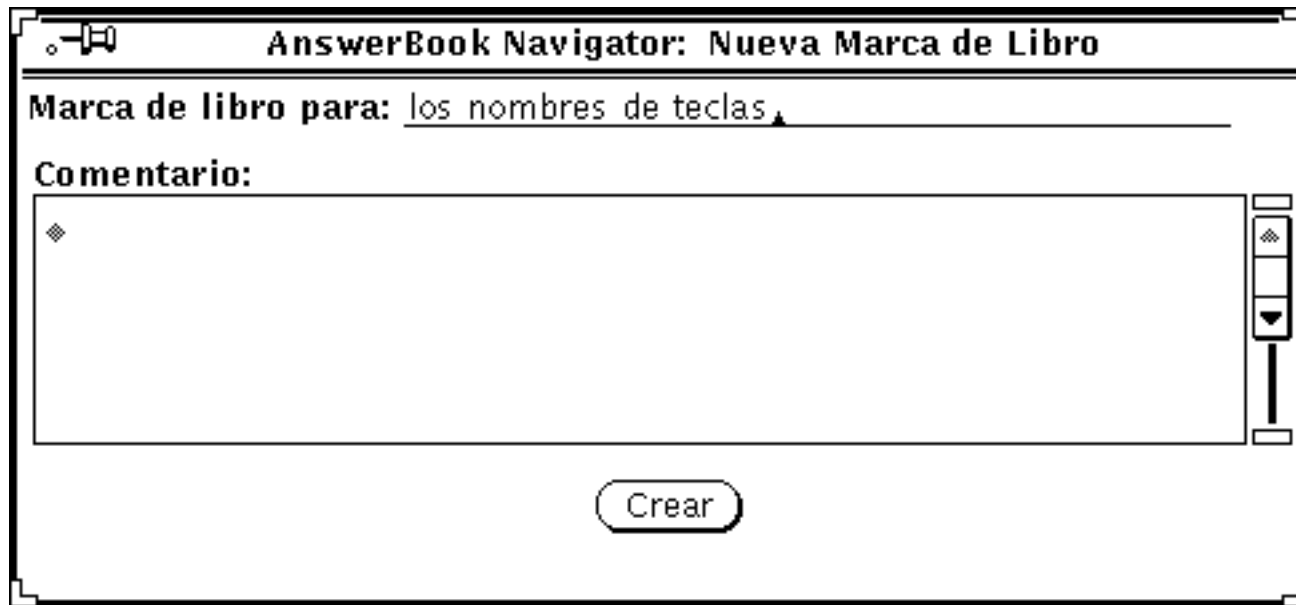 AnswerBook Navigator: Nueva Marca de Libro
Marca de libro para: los nombres de teclas
Comentario:
Crear